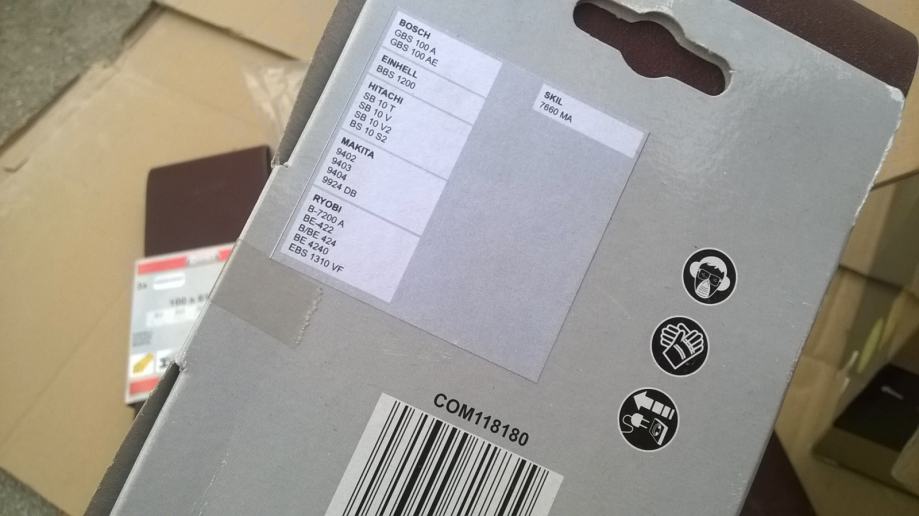 BOSCH
GBS 100 A
GBS 100 AE
EINHELL
BBS 1200
HITACHI
SB 10 T
SB 10 V
SB 10 V2
BS 10 S2
MAKITA
9402
9403
9404
9924 DB
RYOBI
B-7200 A
BE-422
B/BE 424
BE 4240
EBS 1310 VF
SKIL
7660 MA
COM118180